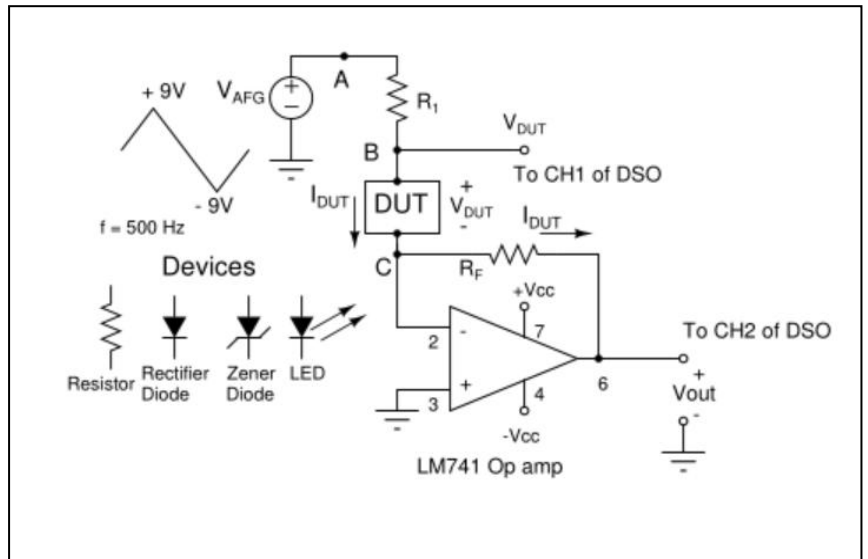 + 9V
V_AFG
+
−
A
R1
B
V_DUT
To CH1 of DSO
- 9V
f = 500 Hz
I_DUT
DUT
+
V_DUT
-
I_DUT
C
R_F
Devices
Resistor
Rectifier
Diode
Zener
Diode
LED
+Vcc
7
2
-
+
3
4
-Vcc
6
To CH2 of DSO
+
Vout
-
LM741 Op amp